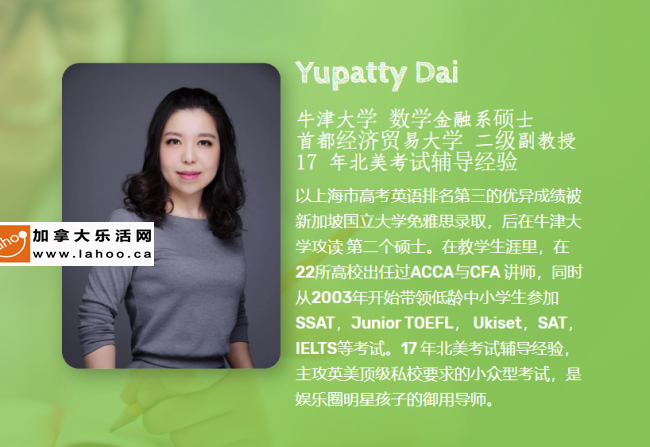 Yupatty Dai
牛津大学 数学金融系硕士
首都经济贸易大学 二级副教授
17 年北美考试辅导经验
以上海市高考英语排名第三的优异成绩被
新加坡国立大学免雅思录取，后在牛津大
学攻读 第二个硕士。在教学生涯里，在
22所高校出任过ACCA与CFA 讲师，同时
从2003年开始带领低龄中小学生参加
SSAT，Junior TOEFL， Ukiset，SAT，
IELTS等考试。17 年北美考试辅导经验，
主攻英美顶级私校要求的小众型考试，是
娱乐圈明星孩子的御用导师。
加拿大乐活网
www.lahoo.ca